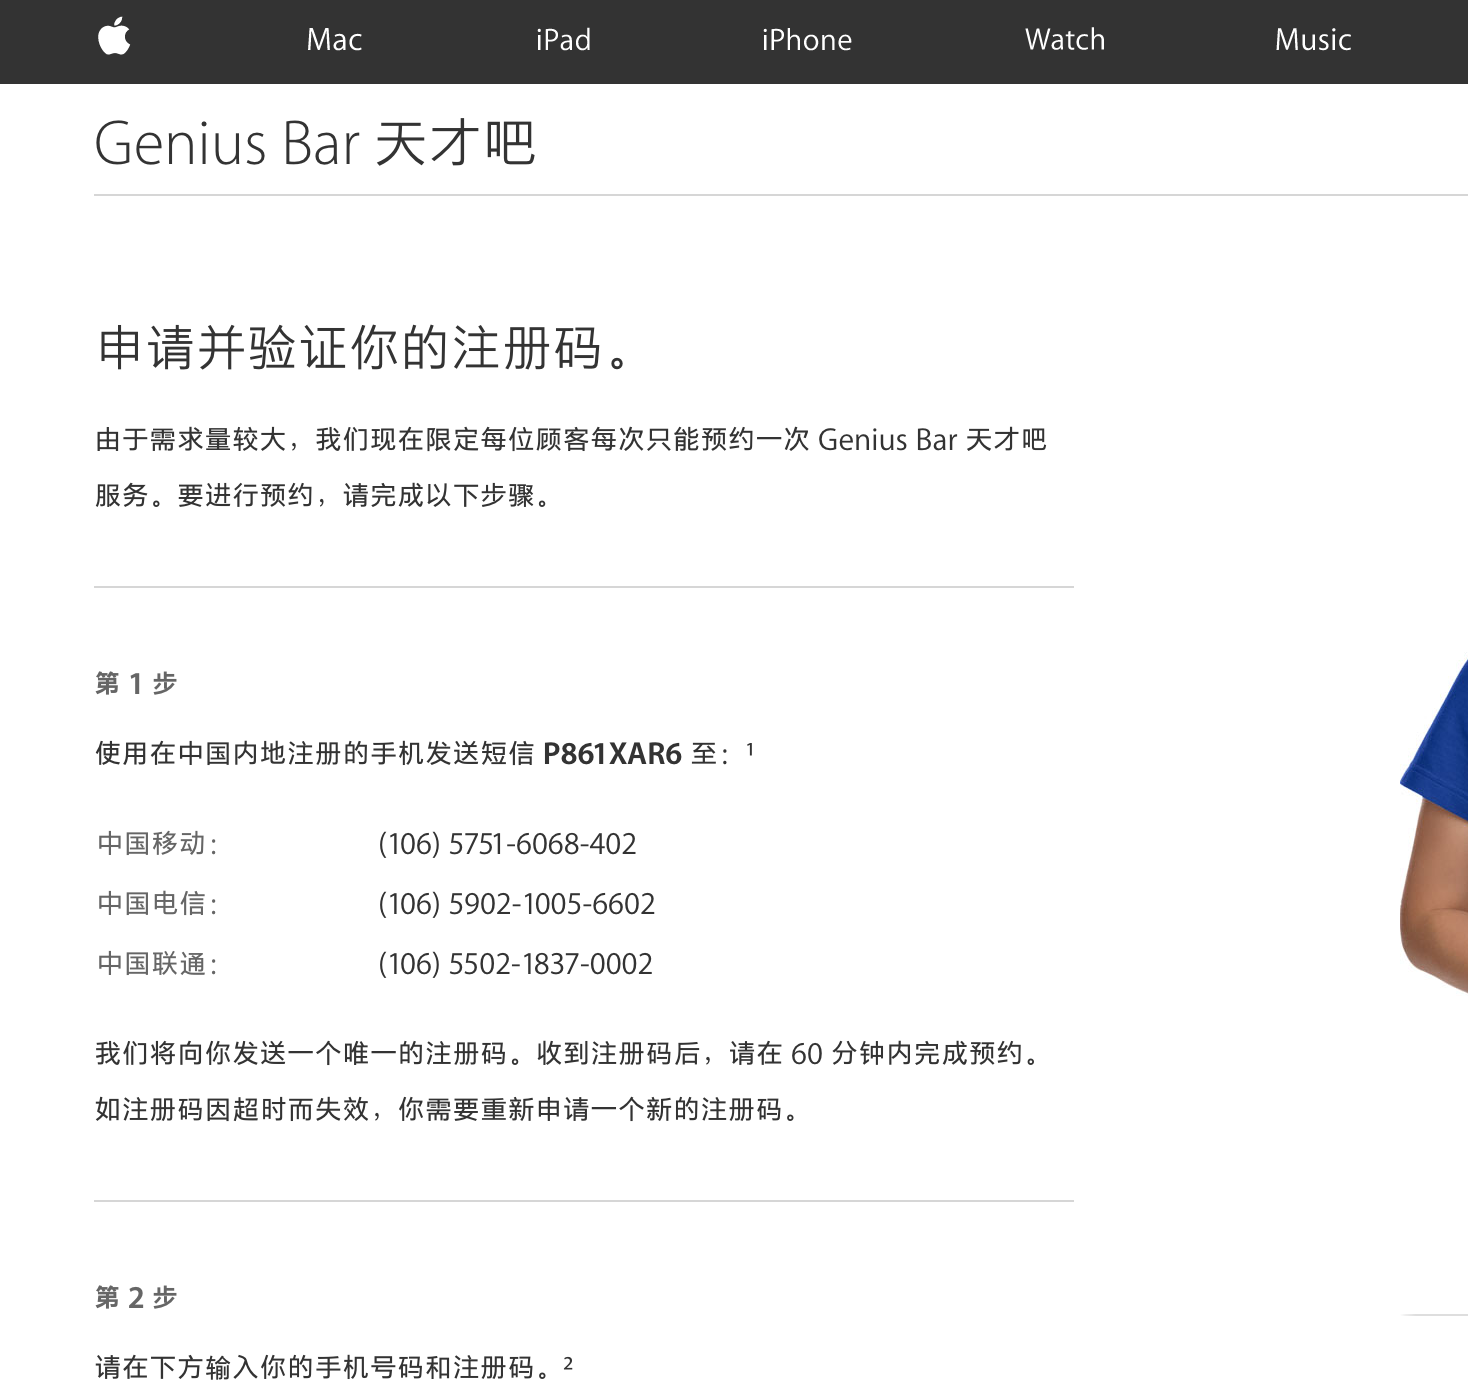 Mac iPad iPhone Watch Music
Genius Bar 天才吧
申请并验证你的注册码。
由于需求量较大，我们现在限定每位顾客每次只能预约一次 Genius Bar 天才吧
服务。要进行预约，请完成以下步骤。
第 1 步
使用在中国内地注册的手机发送短信 P861XAR6 至：¹
中国移动： (106) 5751-6068-402
中国电信： (106) 5902-1005-6602
中国联通： (106) 5502-1837-0002
我们将向你发送一个唯一的注册码。收到注册码后，请在 60 分钟内完成预约。
如注册码因超时而失效，你需要重新申请一个新的注册码。
第 2 步
请在下方输入你的手机号码和注册码。²